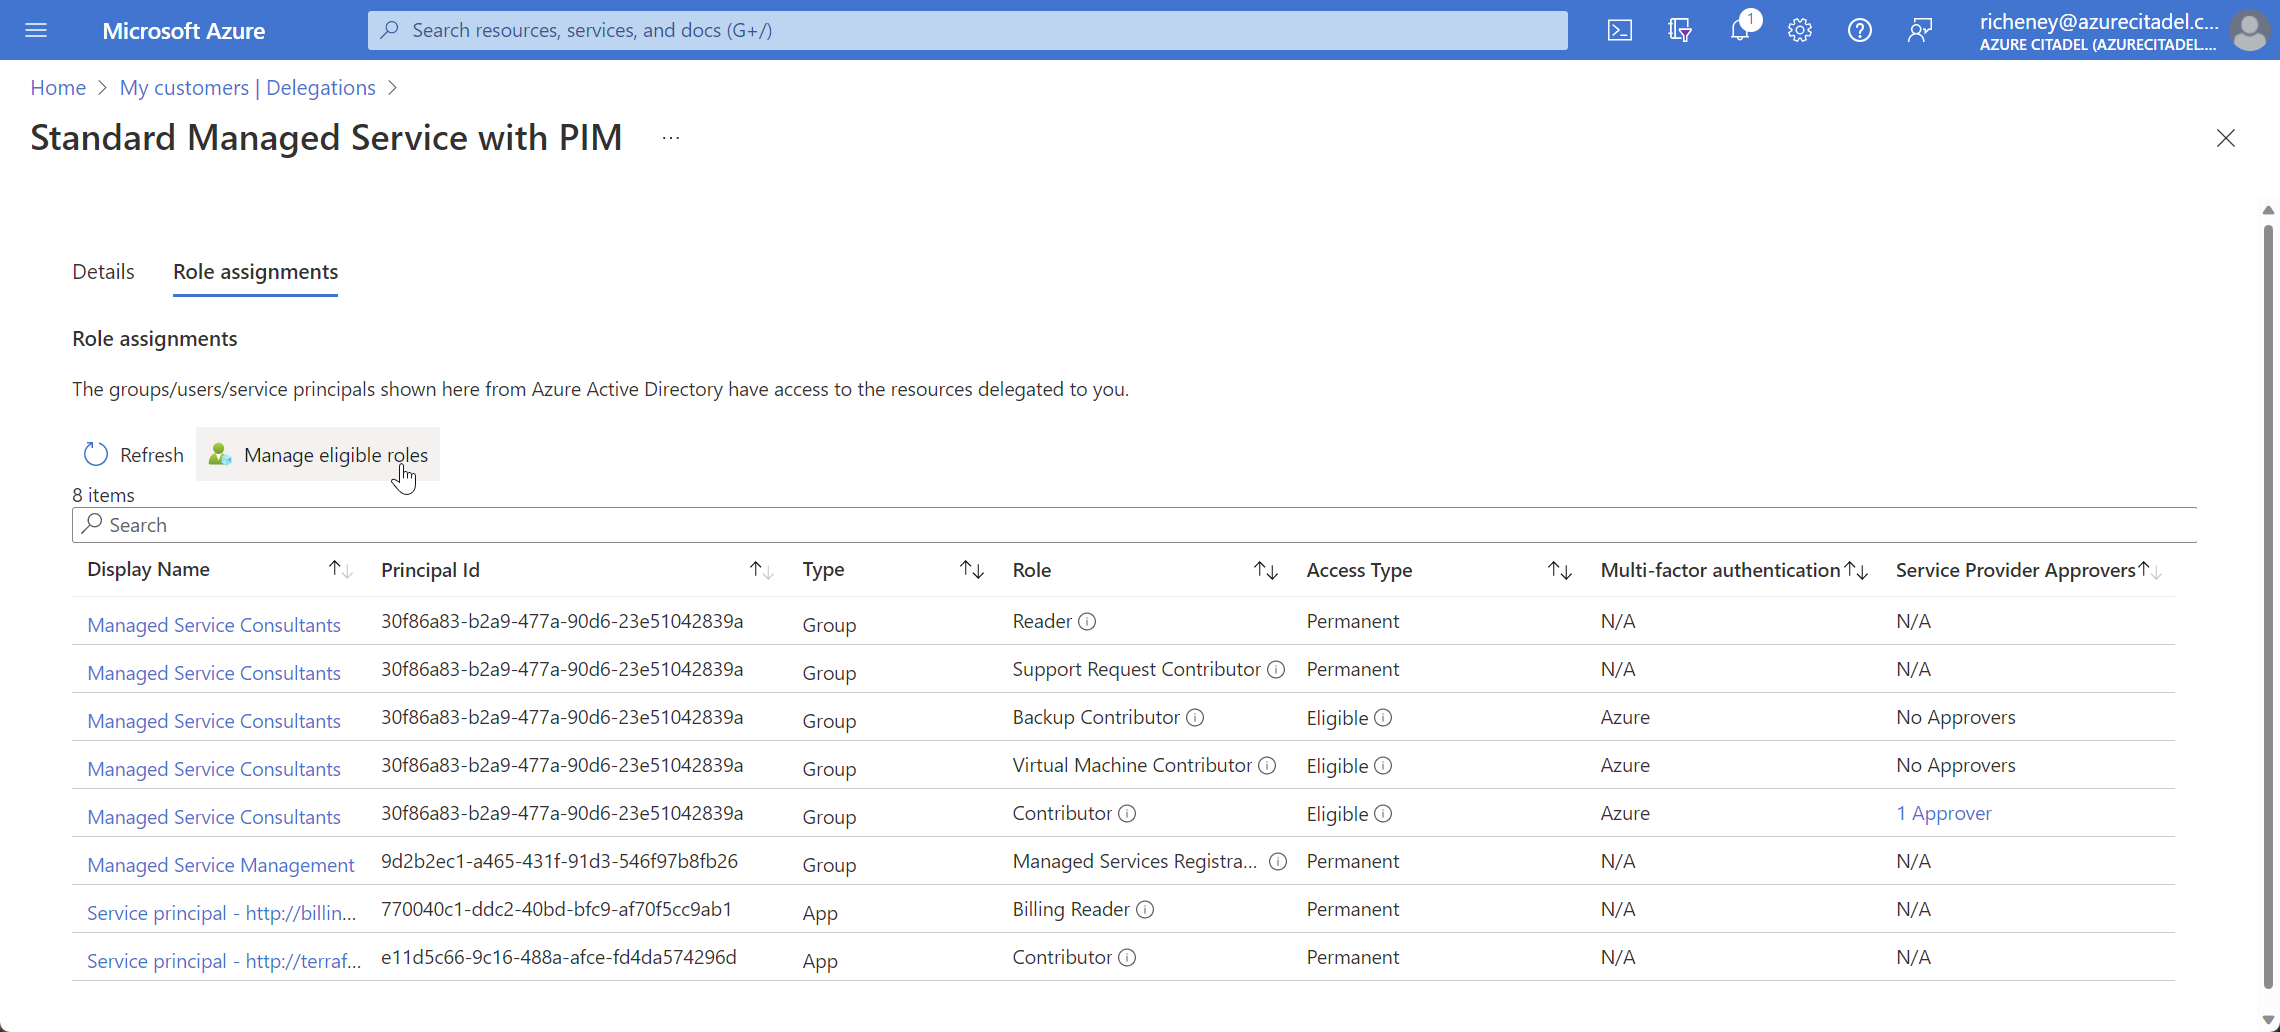 Microsoft Azure
Search resources, services, and docs (G+/)
1
richeney@azurecitadel.c...
AZURE CITADEL (AZURECITADEL....
Home > My customers | Delegations >
Standard Managed Service with PIM ...
Details Role assignments
Role assignments
The groups/users/service principals shown here from Azure Active Directory have access to the resources delegated to you.
Refresh Manage eligible roles
8 items
Search
Display Name Principal Id Type Role Access Type Multi-factor authentication Service Provider Approvers
Managed Service Consultants 30f86a83-b2a9-477a-90d6-23e51042839a Group Reader Permanent N/A N/A
Managed Service Consultants 30f86a83-b2a9-477a-90d6-23e51042839a Group Support Request Contributor Permanent N/A N/A
Managed Service Consultants 30f86a83-b2a9-477a-90d6-23e51042839a Group Backup Contributor Eligible Azure No Approvers
Managed Service Consultants 30f86a83-b2a9-477a-90d6-23e51042839a Group Virtual Machine Contributor Eligible Azure No Approvers
Managed Service Consultants 30f86a83-b2a9-477a-90d6-23e51042839a Group Contributor Eligible Azure 1 Approver
Managed Service Management 9d2b2ec1-a465-431f-91d3-546f97b8fb26 Group Managed Services Registra... Permanent N/A N/A
Service principal - http://billin... 770040c1-ddc2-40bd-bfc9-af70f5cc9ab1 App Billing Reader Permanent N/A N/A
Service principal - http://terraf... e11d5c66-9c16-488a-afce-fd4da574296d App Contributor Permanent N/A N/A